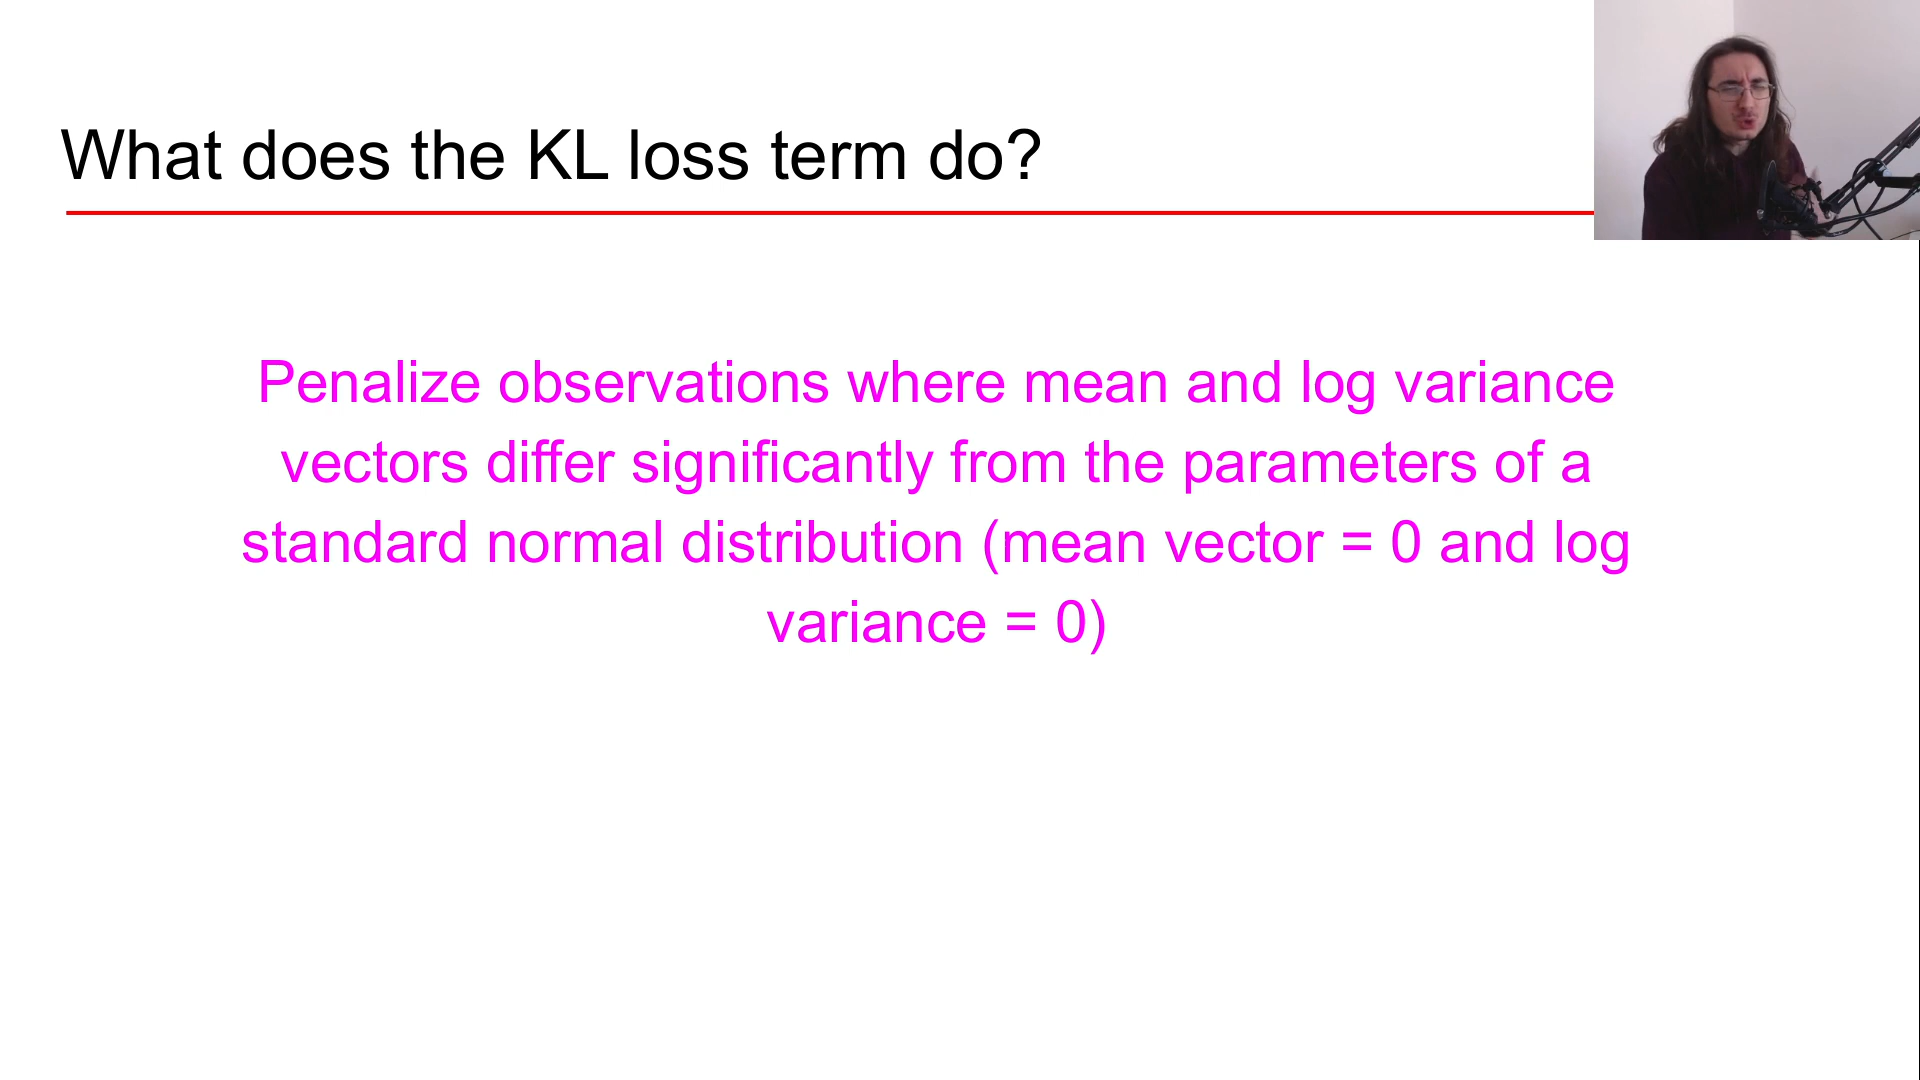 What does the KL loss term do?
Penalize observations where mean and log variance
vectors differ significantly from the parameters of a
standard normal distribution (mean vector = 0 and log
variance = 0)